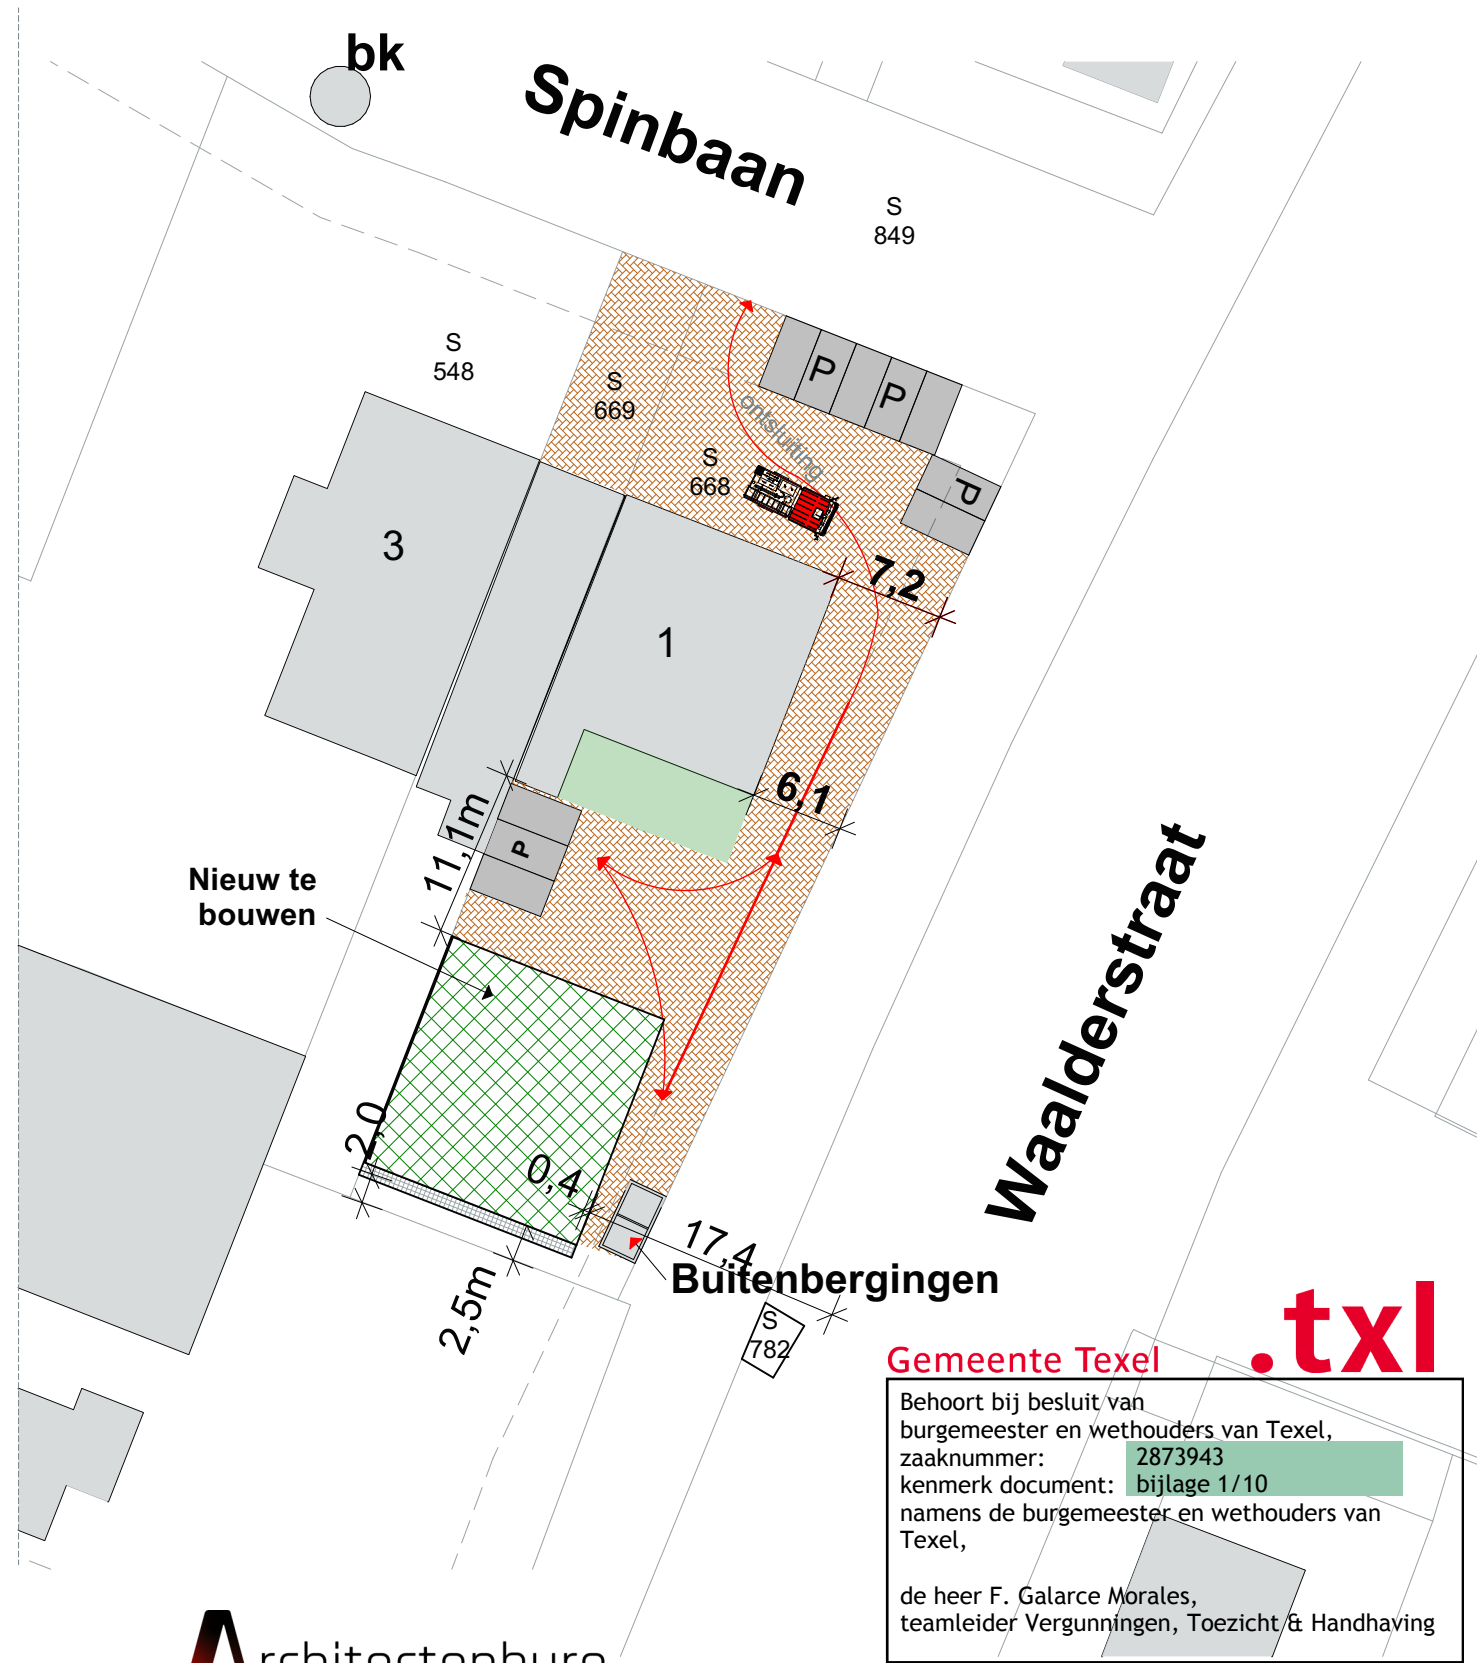 bk
Spinbaan
S
849
S
548
S
669
S
668
ontsluiting
P
P
P
3
1
7,2
6,1
11,1m
P
Nieuw te
bouwen
2,0
0,4
17,4
2,5m
Buitenbergingen
Waalderstraat
S
782
Gemeente Texel
.txl
Behoort bij besluit van
burgemeester en wethouders van Texel,
zaaknummer: 2873943
kenmerk document: bijlage 1/10
namens de burgemeester en wethouders van
Texel,
de heer F. Galarce Morales,
teamleider Vergunningen, Toezicht & Handhaving
Architectenburo